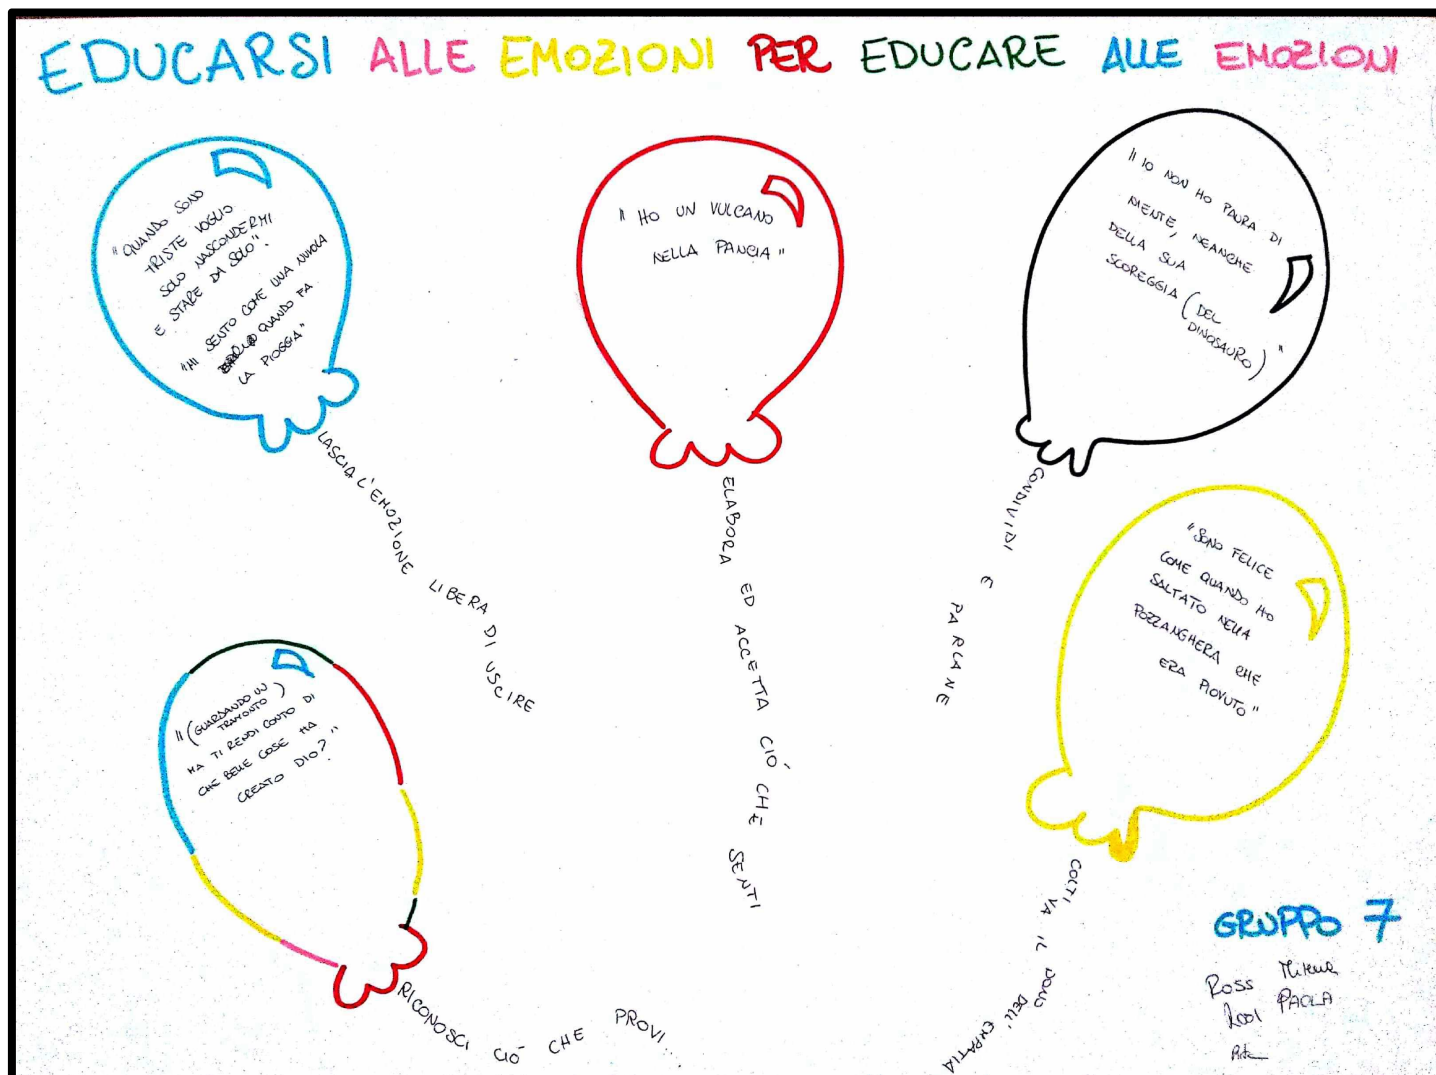 EDUCARSI ALLE EMOZIONI PER EDUCARE ALLE EMOZIONI
"QUANDO SONO
TRISTE VOGLIO
SOLO NASCONDERMI
E STARE DA SOLO".
"MI SENTO COME UNA NUVOLA
QUANDO FA
LA PIOGGIA"
LASCIA L'EMOZIONE LIBERA DI USCIRE
"HO UN VULCANO
NELLA PANCIA"
ELABORA ED ACCETTA CIÓ CHE SENTI
"IO NON HO PAURA DI
NIENTE, NEANCHE
DELLA SUA
SCOREGGIA (DEL
DINOSAURO)"
CONDIVIDI E PARLANE
"SONO FELICE
COME QUANDO HO
SALTATO NELLA
POZZANGHERA CHE
ERA PIOVUTO"
COLTIVA IL DONO DELL'EMPATIA
"(GUARDANDO UN
TRAMONTO)
MA TI RENDI CONTO DI
CHE BELLE COSE HA
CREATO DIO?"
RICONOSCI CIÓ CHE PROVI...
GRUPPO 7
ROSS Milena
PAOLA